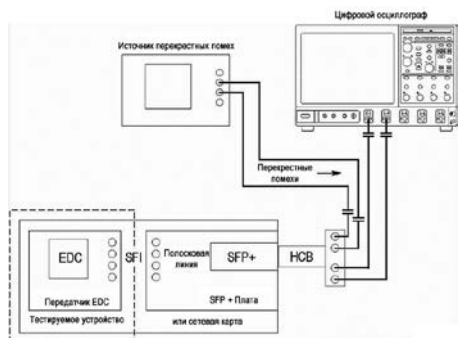 Цифровой осциллограф
Источник перекрестных помех
Перекрестные
помехи
EDC
SFI
Полосковая
линия
SFP+
HCB
Передатчик EDC
SFP + Плата
Тестируемое устройство
или сетевая карта